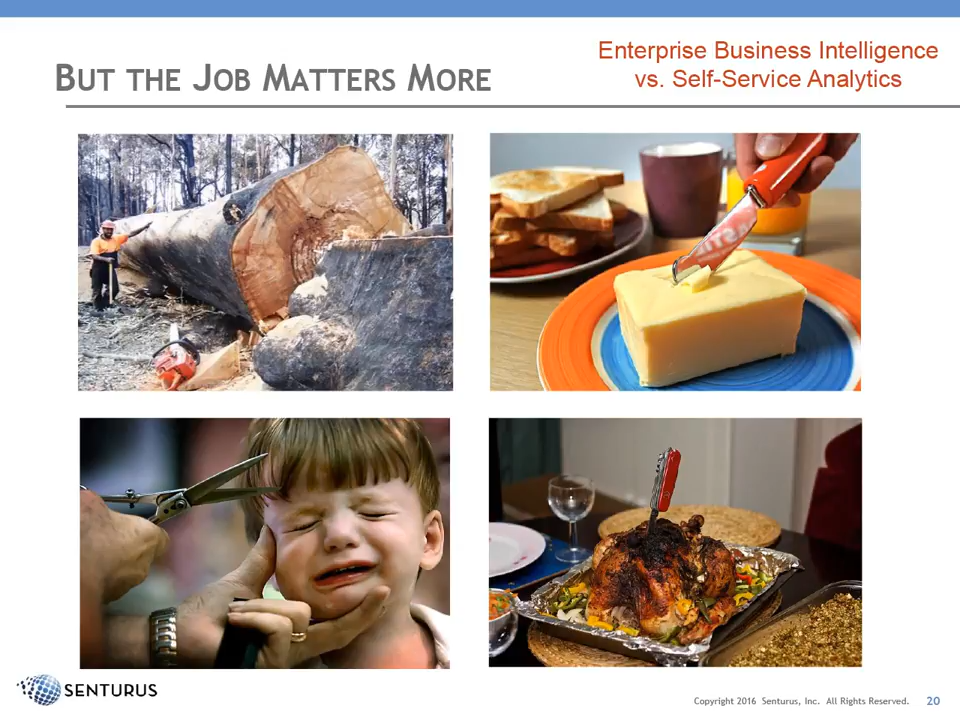 Enterprise Business Intelligence
vs. Self-Service Analytics
BUT THE JOB MATTERS MORE
SENTURUS
Copyright 2016 Senturus, Inc. All Rights Reserved.
20